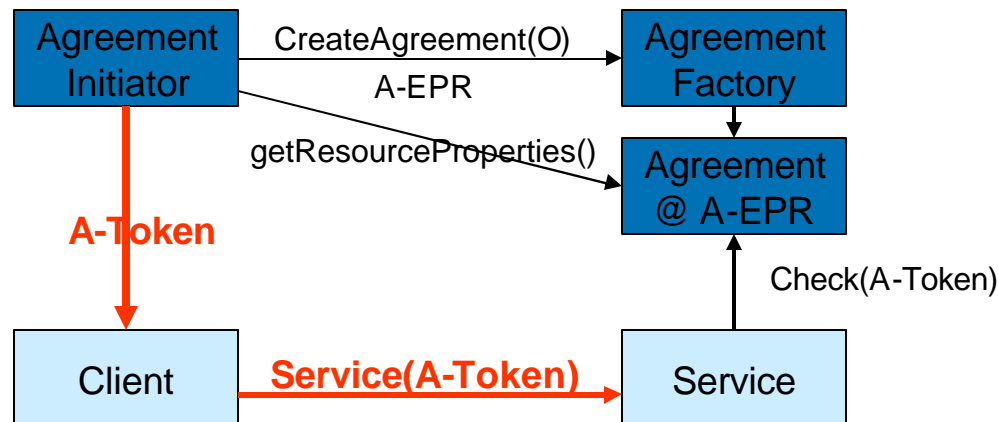 Agreement
Initiator
CreateAgreement(O)
A-EPR
Agreement
Factory
getResourceProperties()
Agreement
@ A-EPR
A-Token
Check(A-Token)
Client
Service(A-Token)
Service